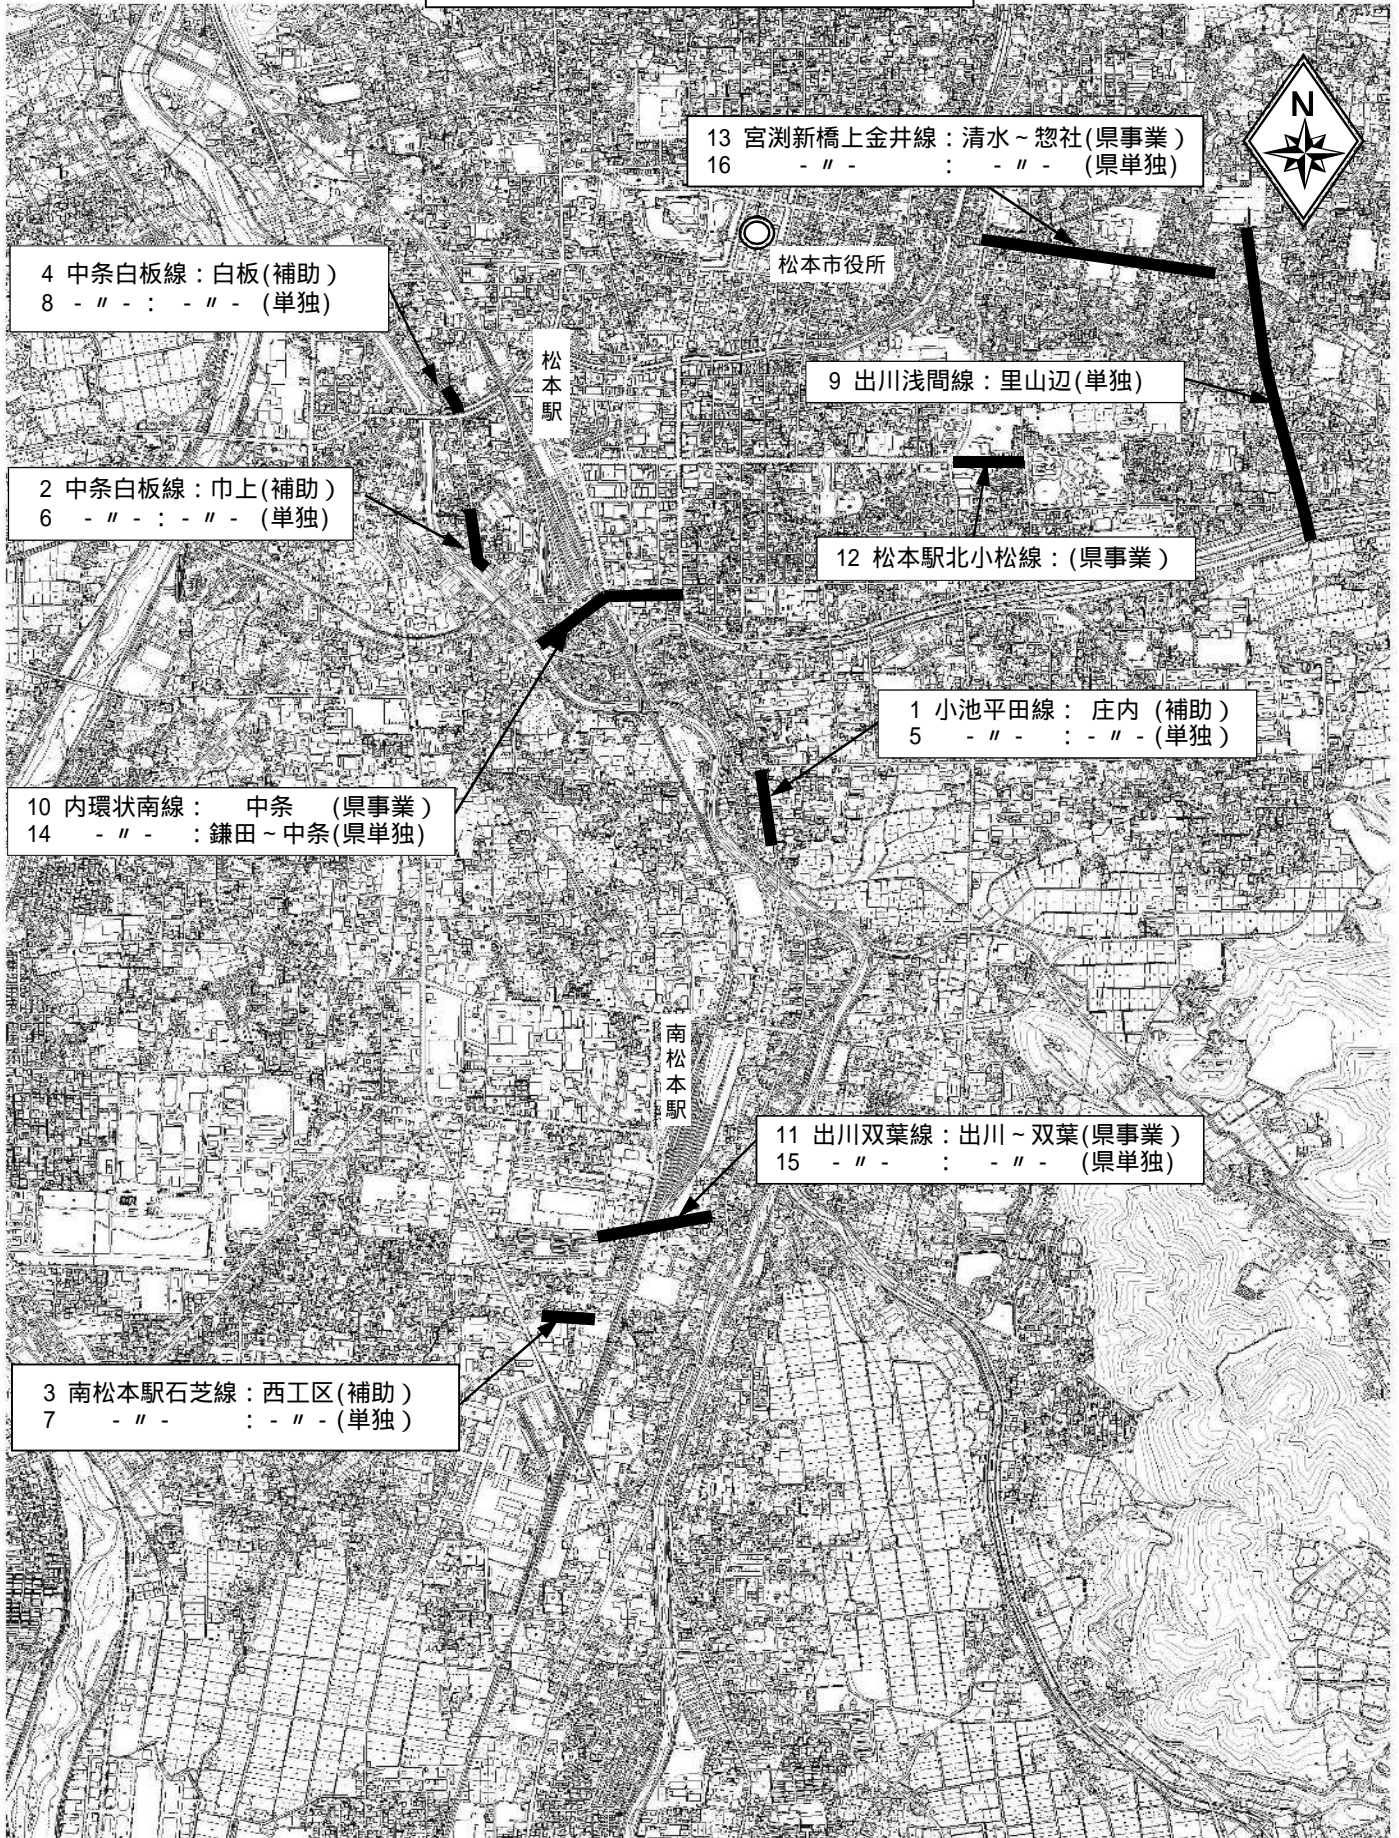 N
13 宮渕新橋上金井線：清水～惣社(県事業)
16 -〃- ： -〃- (県単独)
松本市役所
4 中条白板線：白板(補助)
8 -〃-： -〃- (単独)
松本駅
9 出川浅間線：里山辺(単独)
2 中条白板線：巾上(補助)
6 -〃-：-〃- (単独)
12 松本駅北小松線：(県事業)
1 小池平田線： 庄内 (補助)
5 -〃- ：-〃-(単独)
10 内環状南線： 中条 (県事業)
14 -〃- ：鎌田～中条(県単独)
南松本駅
11 出川双葉線：出川～双葉(県事業)
15 -〃- ： -〃- (県単独)
3 南松本駅石芝線：西工区(補助)
7 -〃- ：-〃-(単独)